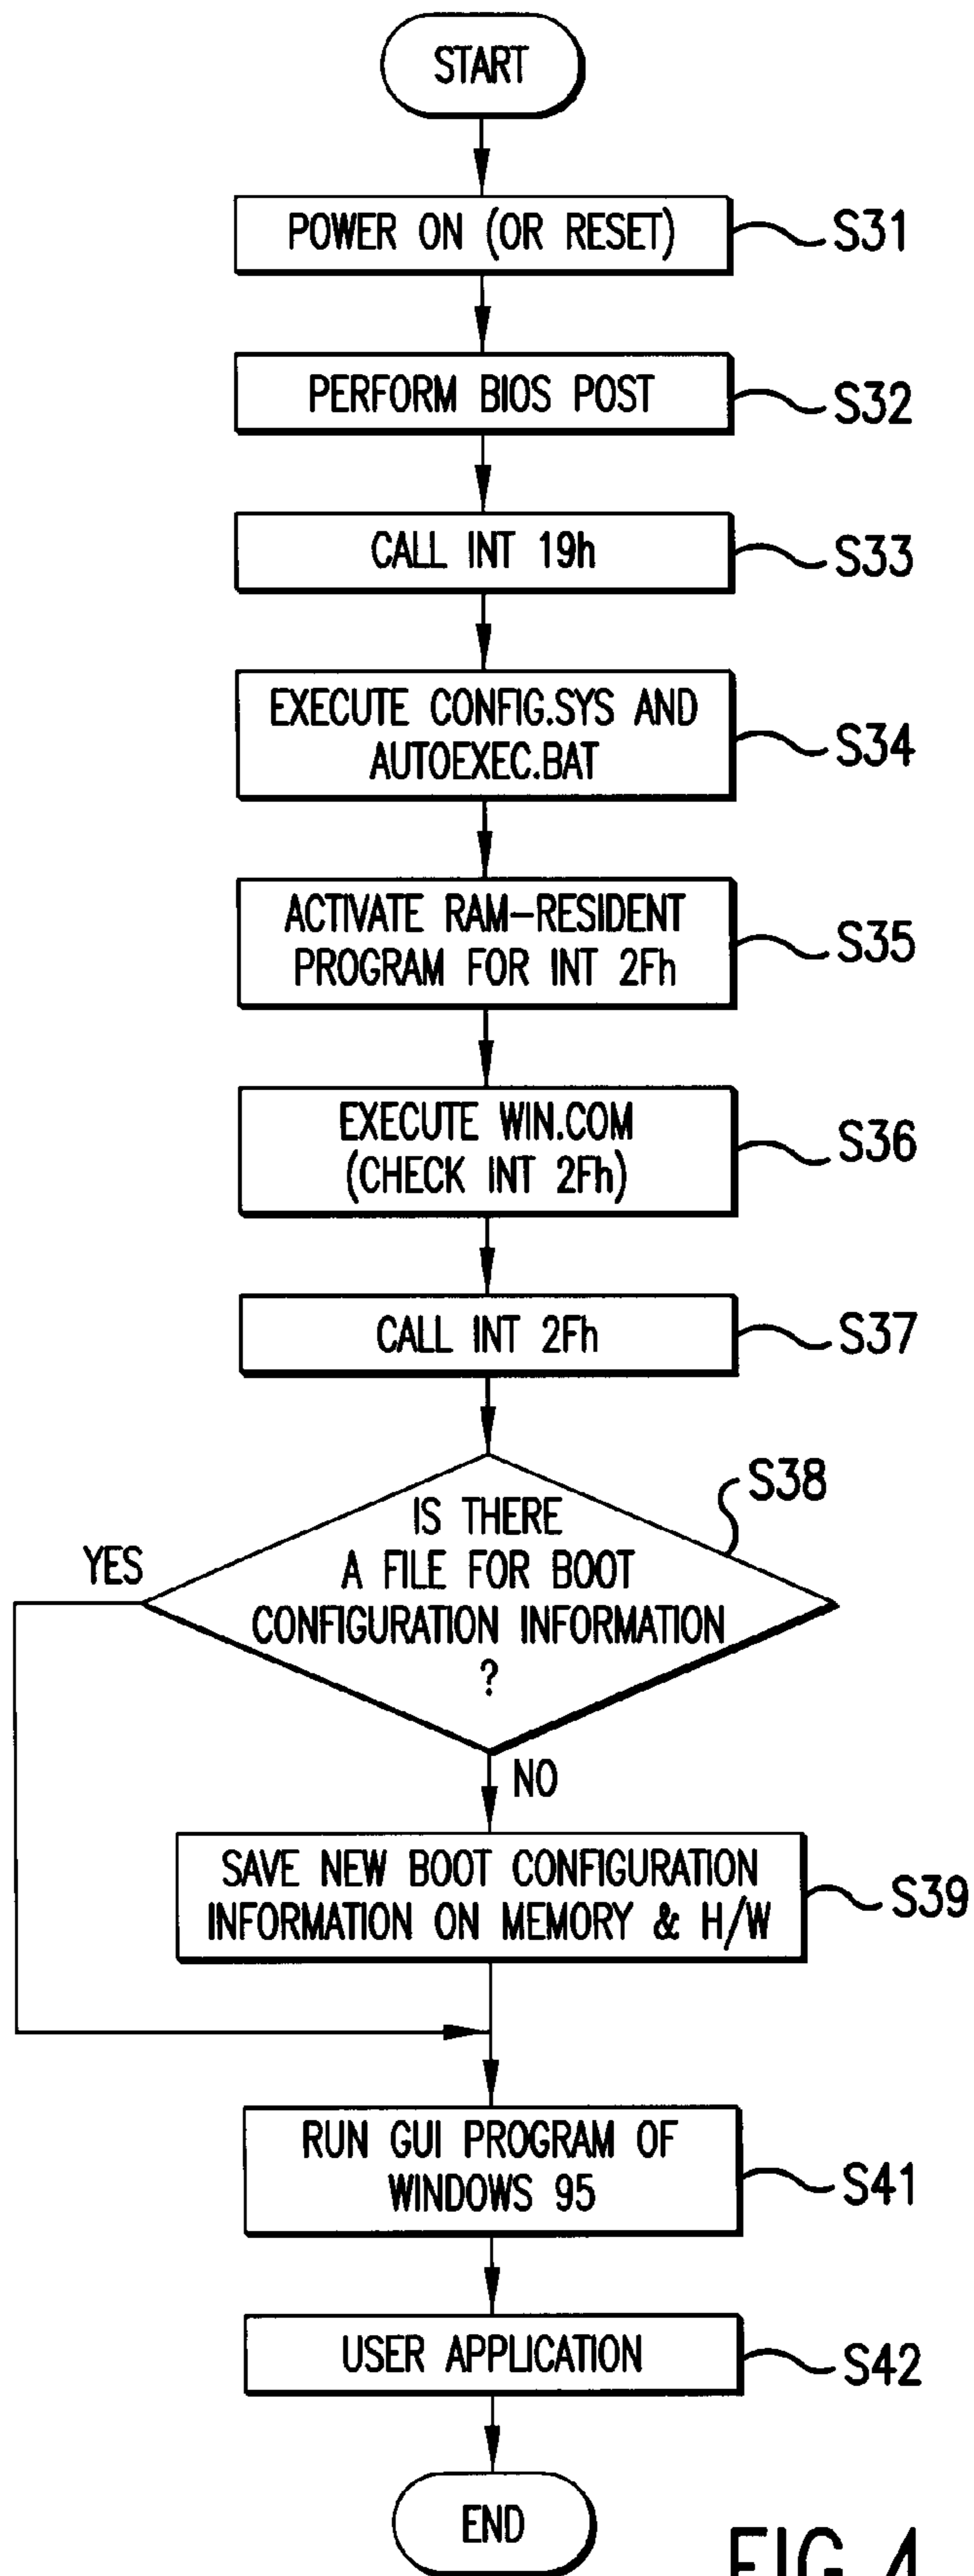 START
POWER ON (OR RESET)
S31
PERFORM BIOS POST
S32
CALL INT 19h
S33
EXECUTE CONFIG.SYS AND
AUTOEXEC.BAT
S34
ACTIVATE RAM-RESIDENT
PROGRAM FOR INT 2Fh
S35
EXECUTE WIN.COM
(CHECK INT 2Fh)
S36
CALL INT 2Fh
S37
S38
IS THERE
A FILE FOR BOOT
CONFIGURATION INFORMATION
?
YES
NO
SAVE NEW BOOT CONFIGURATION
INFORMATION ON MEMORY & H/W
S39
RUN GUI PROGRAM OF
WINDOWS 95
S41
USER APPLICATION
S42
END
FIG.4